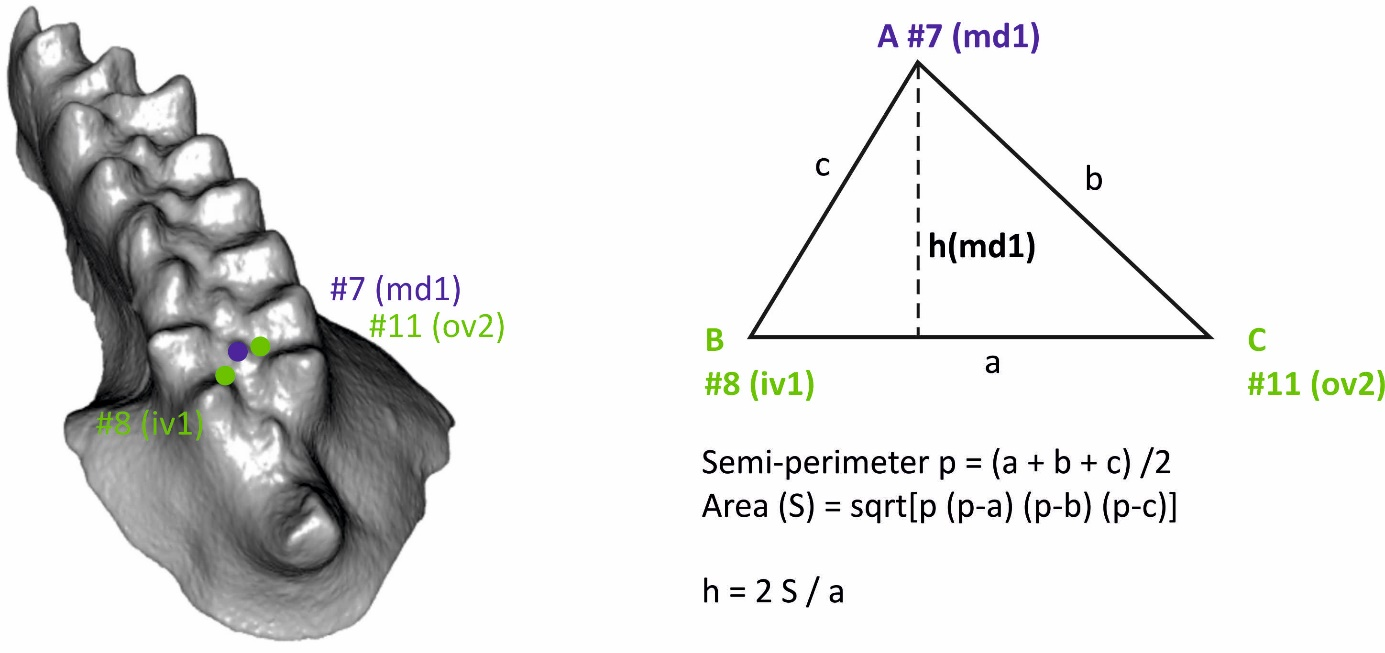 #7 (md1)
#11 (ov2)
#8 (iv1)
A #7 (md1)
c
b
h(md1)
B
#8 (iv1)
a
C
#11 (ov2)
Semi-perimeter p = (a + b + c) /2
Area (S) = sqrt[p (p-a) (p-b) (p-c)]
h = 2 S / a